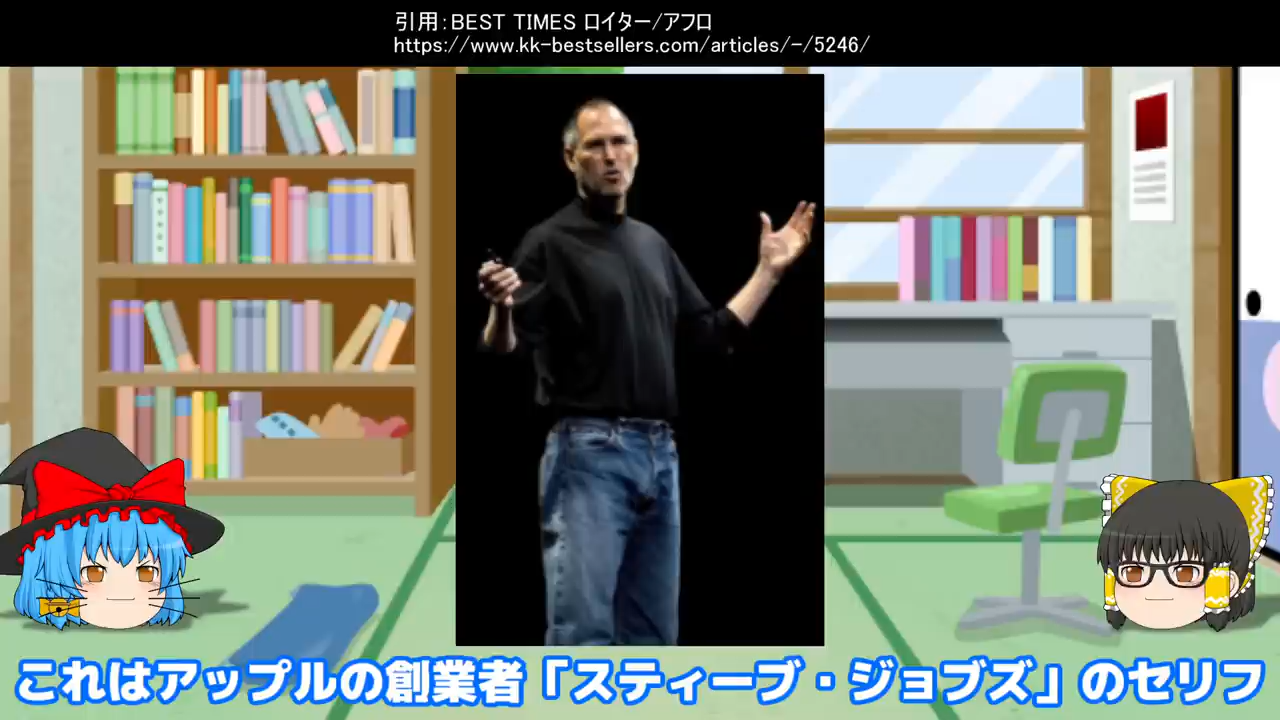 引用：BEST TIMES ロイター/アフロ
https://www.kk-bestsellers.com/articles/-/5246/
これはアップルの創業者「スティーブ・ジョブズ」のセリフ